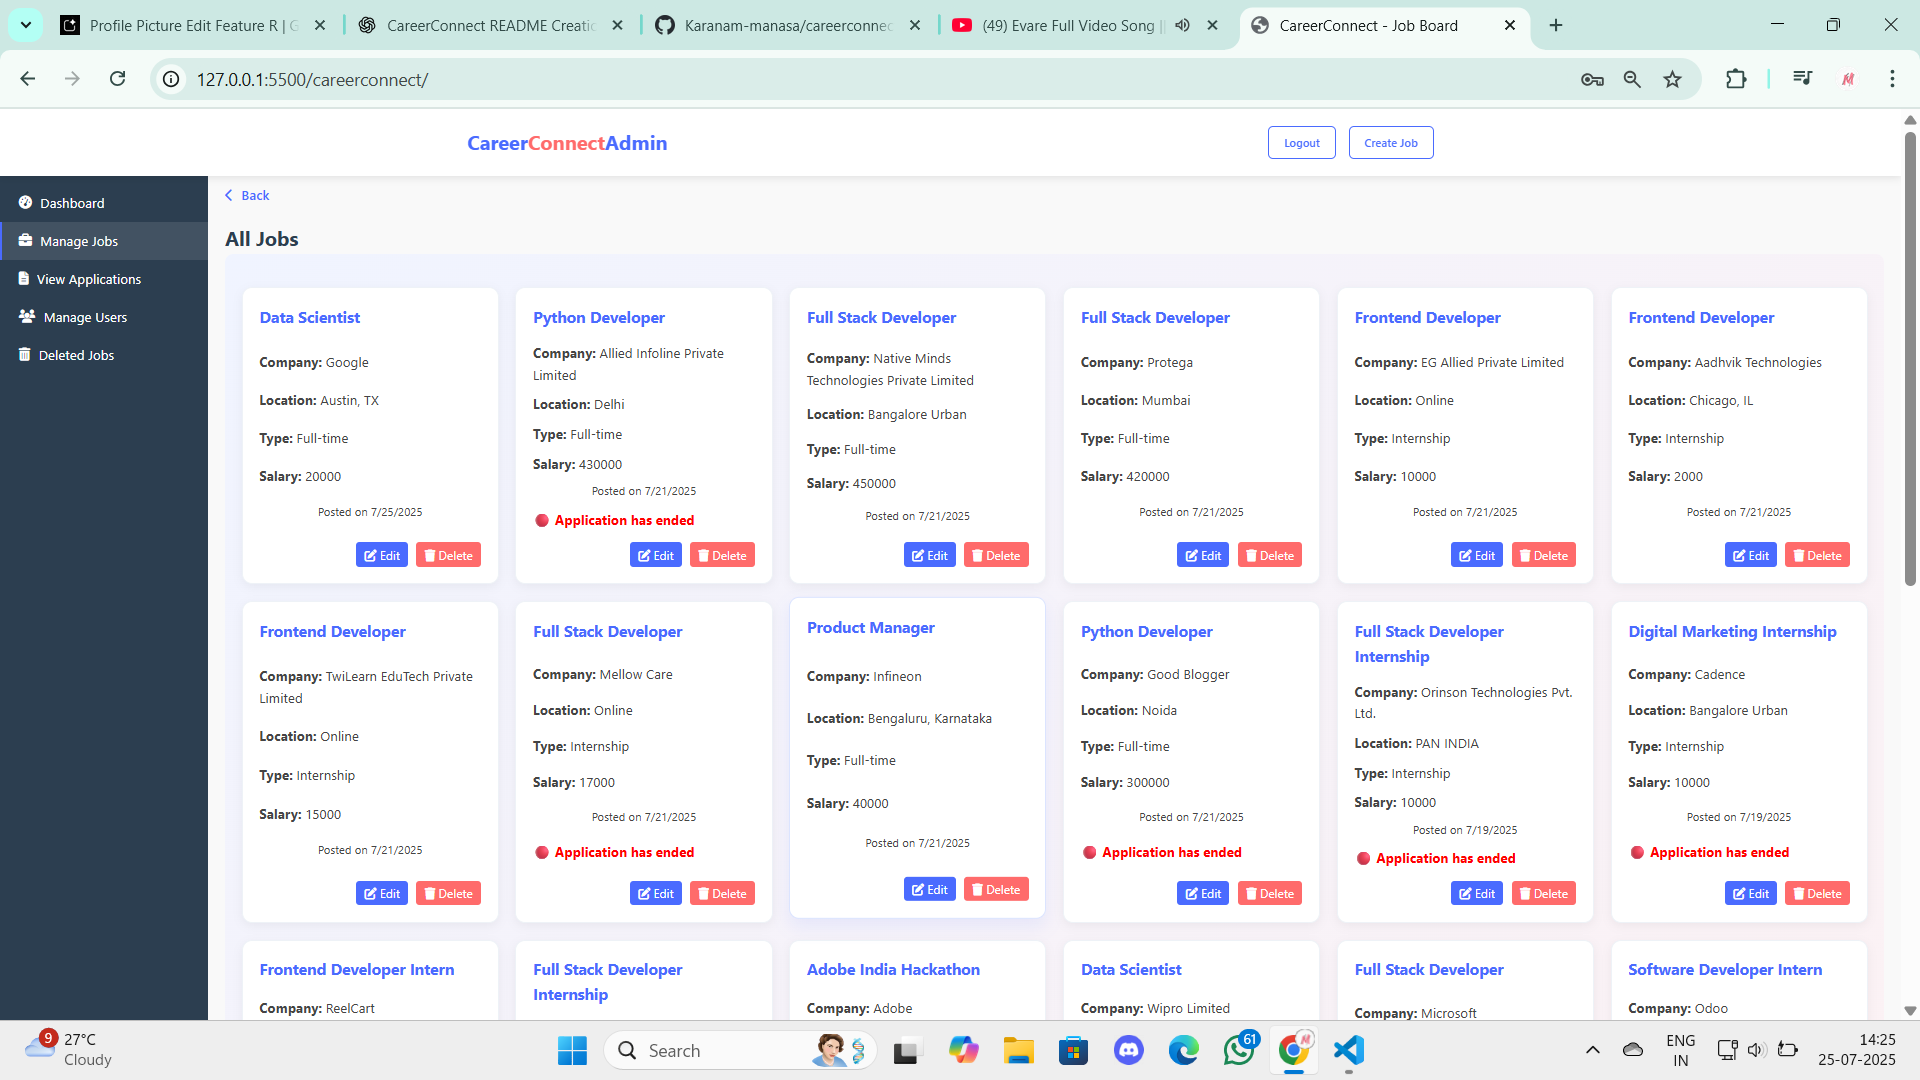 Profile Picture Edit Feature R | G
CareerConnect README Creatic
Karanam-manasa/careerconnec
(49) Evare Full Video Song ||
CareerConnect - Job Board
127.0.0.1:5500/careerconnect/
CareerConnectAdmin
Logout
Create Job
Dashboard
Manage Jobs
View Applications
Manage Users
Deleted Jobs
Back
All Jobs
Data Scientist
Company: Google
Location: Austin, TX
Type: Full-time
Salary: 20000
Posted on 7/25/2025
Edit
Delete
Python Developer
Company: Allied Infoline Private
Limited
Location: Delhi
Type: Full-time
Salary: 430000
Posted on 7/21/2025
Application has ended
Edit
Delete
Full Stack Developer
Company: Native Minds
Technologies Private Limited
Location: Bangalore Urban
Type: Full-time
Salary: 450000
Posted on 7/21/2025
Edit
Delete
Full Stack Developer
Company: Protega
Location: Mumbai
Type: Full-time
Salary: 420000
Posted on 7/21/2025
Edit
Delete
Frontend Developer
Company: EG Allied Private Limited
Location: Online
Type: Internship
Salary: 10000
Posted on 7/21/2025
Edit
Delete
Frontend Developer
Company: Aadhvik Technologies
Location: Chicago, IL
Type: Internship
Salary: 2000
Posted on 7/21/2025
Edit
Delete
Frontend Developer
Company: TwiLearn EduTech Private
Limited
Location: Online
Type: Internship
Salary: 15000
Posted on 7/21/2025
Edit
Delete
Full Stack Developer
Company: Mellow Care
Location: Online
Type: Internship
Salary: 17000
Posted on 7/21/2025
Application has ended
Edit
Delete
Product Manager
Company: Infineon
Location: Bengaluru, Karnataka
Type: Full-time
Salary: 40000
Posted on 7/21/2025
Edit
Delete
Python Developer
Company: Good Blogger
Location: Noida
Type: Full-time
Salary: 300000
Posted on 7/21/2025
Application has ended
Edit
Delete
Full Stack Developer
Internship
Company: Orinson Technologies Pvt.
Ltd.
Location: PAN INDIA
Type: Internship
Salary: 10000
Posted on 7/19/2025
Application has ended
Edit
Delete
Digital Marketing Internship
Company: Cadence
Location: Bangalore Urban
Type: Internship
Salary: 10000
Posted on 7/19/2025
Application has ended
Edit
Delete
Frontend Developer Intern
Company: ReelCart
Full Stack Developer
Internship
Adobe India Hackathon
Company: Adobe
Data Scientist
Company: Wipro Limited
Full Stack Developer
Company: Microsoft
Software Developer Intern
Company: Odoo
9
27°C
Cloudy
Search
61
ENG
IN
14:25
25-07-2025